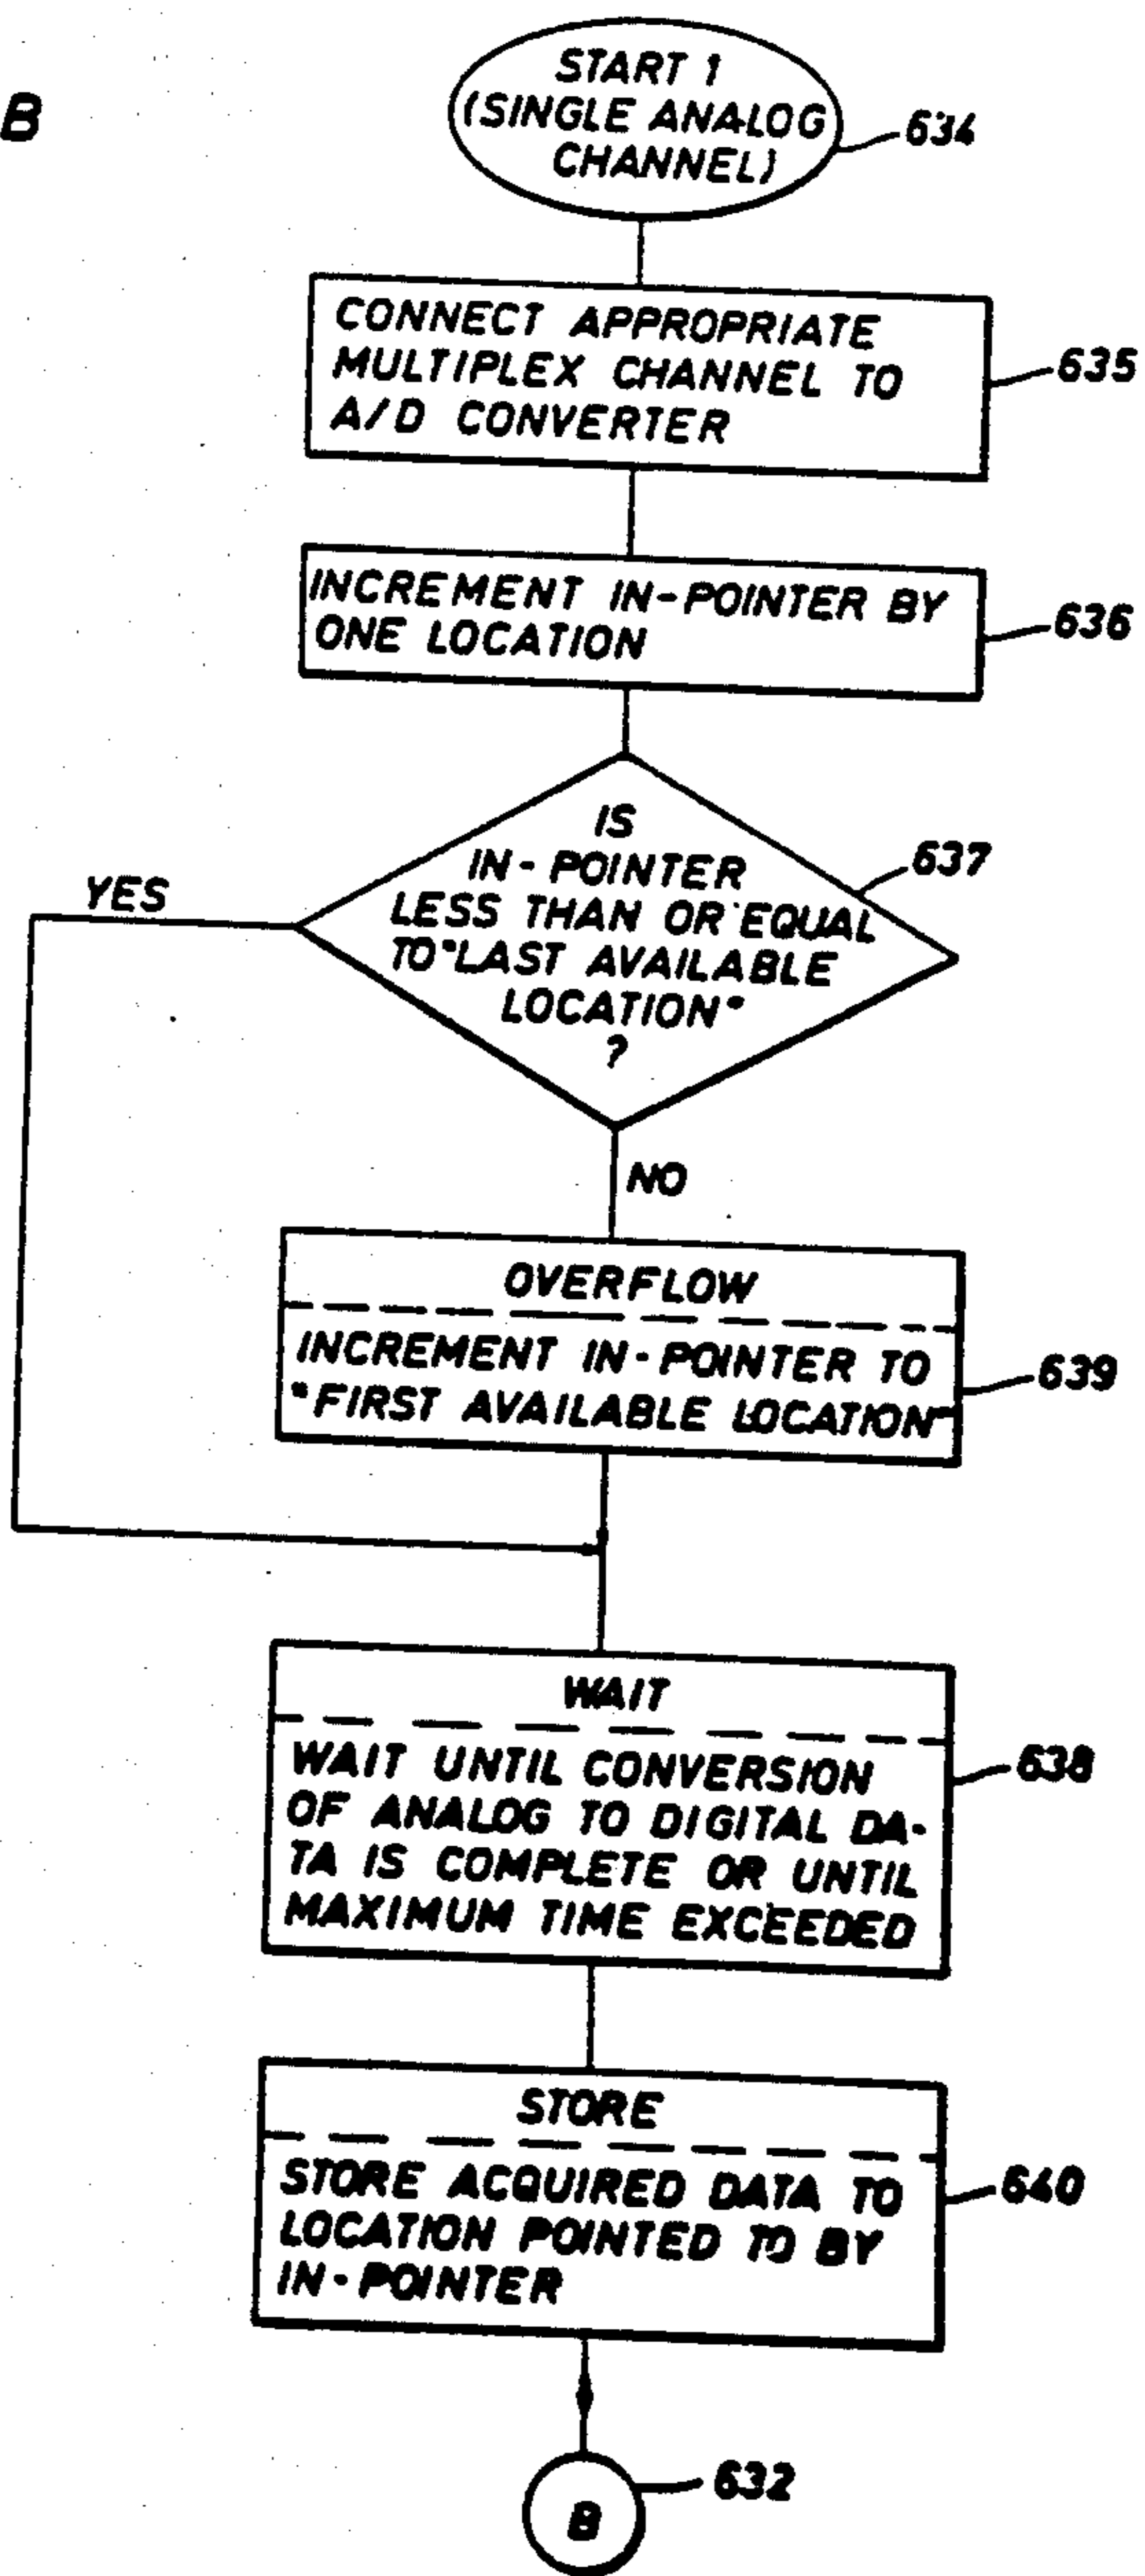 B
START 1
(SINGLE ANALOG
CHANNEL)
634
CONNECT APPROPRIATE
MULTIPLEX CHANNEL TO
A/D CONVERTER
635
INCREMENT IN-POINTER BY
ONE LOCATION
636
IS
IN-POINTER
LESS THAN OR EQUAL
TO "LAST AVAILABLE
LOCATION"
?
637
YES
NO
OVERFLOW
INCREMENT IN-POINTER TO
"FIRST AVAILABLE LOCATION"
639
WAIT
WAIT UNTIL CONVERSION
OF ANALOG TO DIGITAL DA-
TA IS COMPLETE OR UNTIL
MAXIMUM TIME EXCEEDED
638
STORE
STORE ACQUIRED DATA TO
LOCATION POINTED TO BY
IN-POINTER
640
B
632